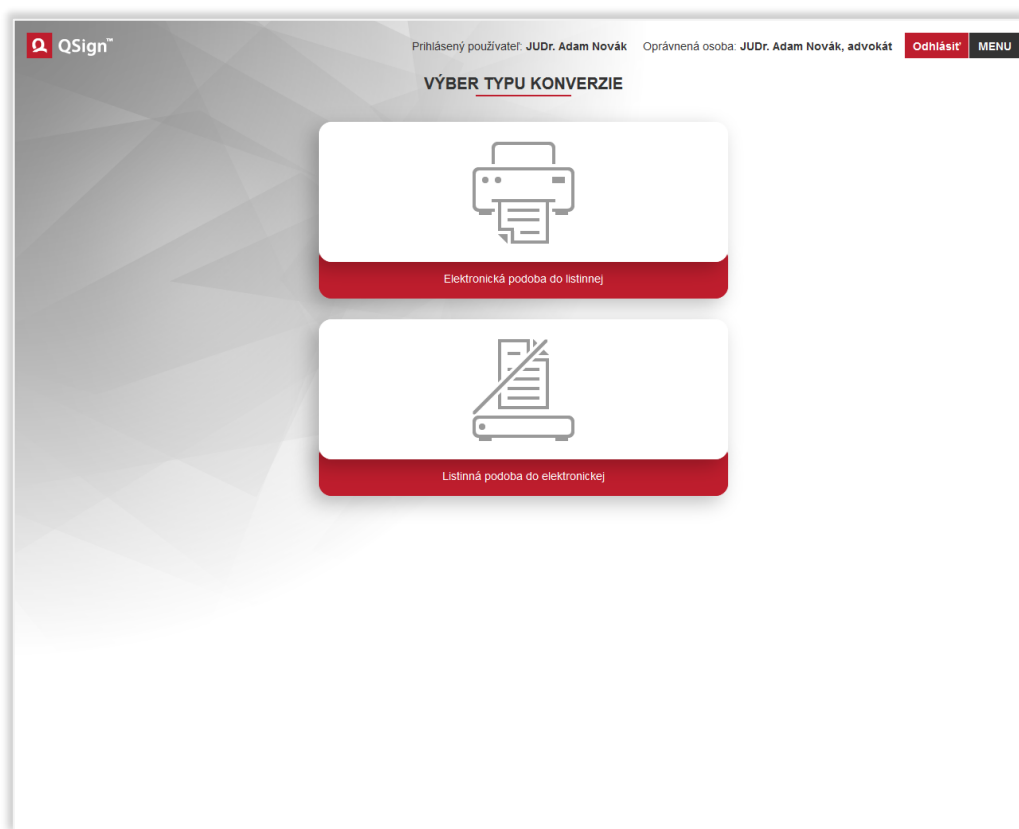 QSign™
Prihlásený používateľ: JUDr. Adam Novák Oprávnená osoba: JUDr. Adam Novák, advokát Odhlásiť MENU
VÝBER TYPU KONVERZIE
Elektronická podoba do listinnej
Listinná podoba do elektronickej